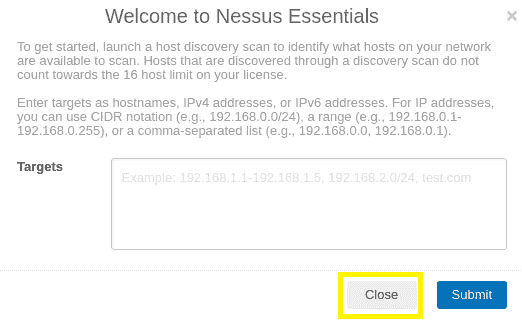 Welcome to Nessus Essentials
×
To get started, launch a host discovery scan to identify what hosts on your network
are available to scan. Hosts that are discovered through a discovery scan do not
count towards the 16 host limit on your license.
Enter targets as hostnames, IPv4 addresses, or IPv6 addresses. For IP addresses,
you can use CIDR notation (e.g., 192.168.0.0/24), a range (e.g., 192.168.0.1-
192.168.0.255), or a comma-separated list (e.g., 192.168.0.0, 192.168.0.1).
Targets
Example: 192.168.1.1-192.168.1.5, 192.168.2.0/24, test.com
Close
Submit